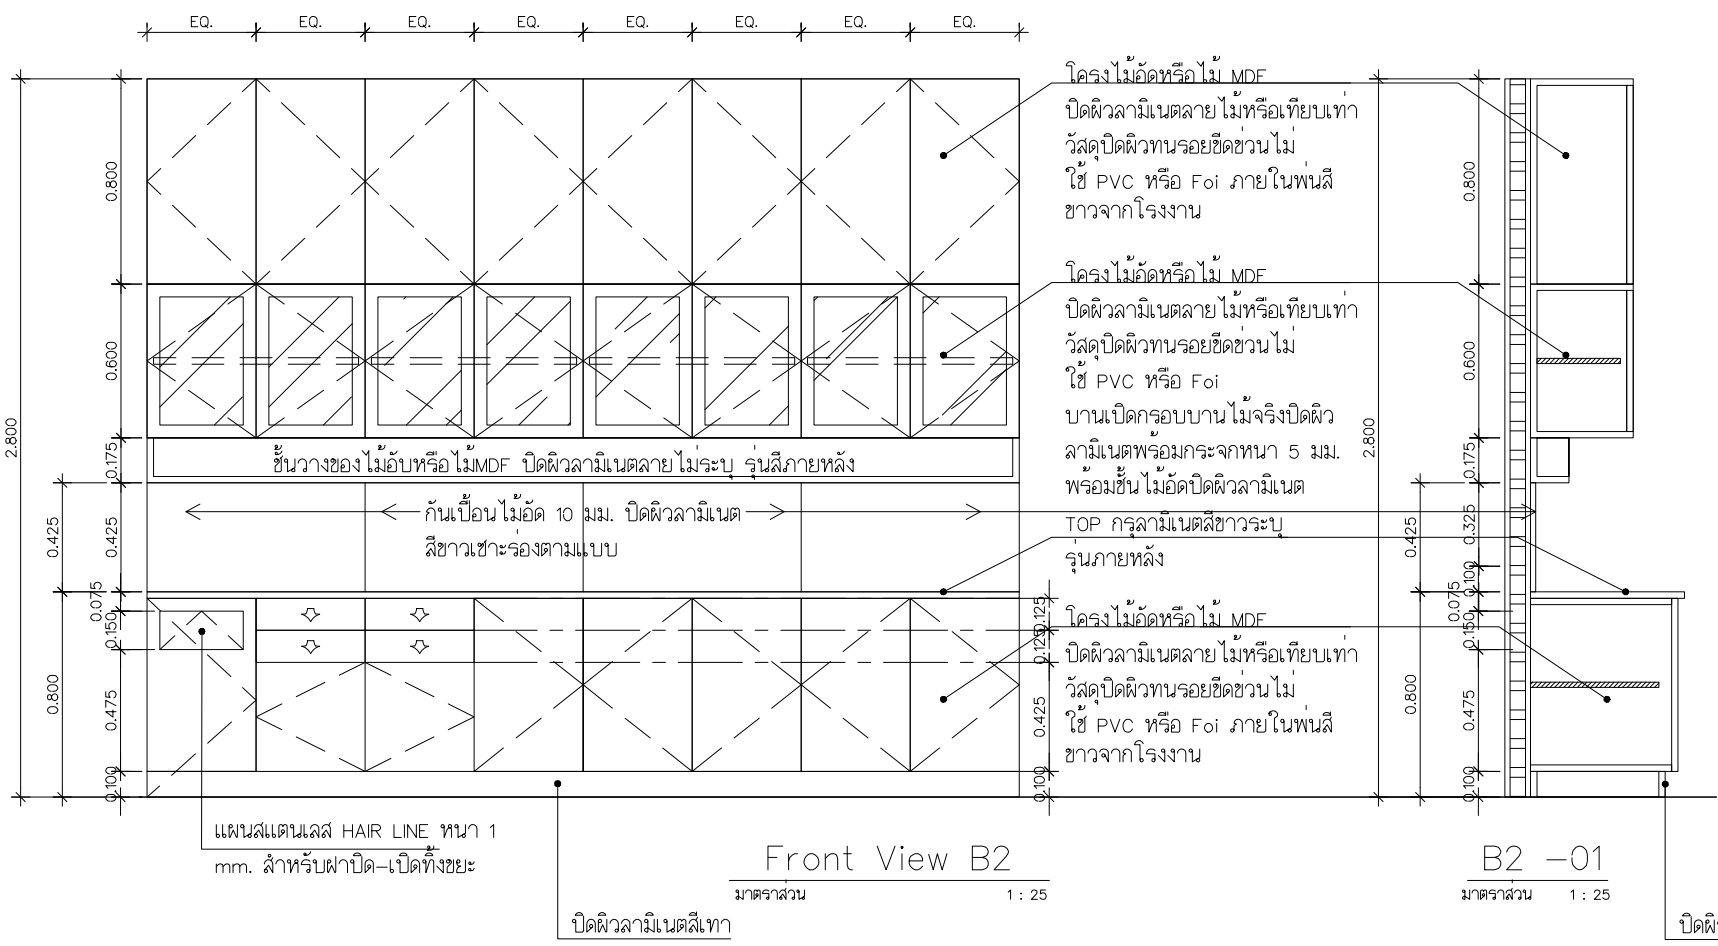 EQ. EQ. EQ. EQ. EQ. EQ. EQ. EQ.
โครงไม้อัดหรือไม้ MDF
ปิดผิวลามิเนตลายไม้หรือเทียบเท่า
วัสดุปิดผิวทนรอยขีดข่วนไม่
ใช้ PVC หรือ Foi ภายในพ่นสี
ขาวจากโรงงาน
โครงไม้อัดหรือไม้ MDF
ปิดผิวลามิเนตลายไม้หรือเทียบเท่า
วัสดุปิดผิวทนรอยขีดข่วนไม่
ใช้ PVC หรือ Foi
บานเปิดกรอบบานไม้จริงปิดผิว
ลามิเนตพร้อมกระจกหนา 5 มม.
พร้อมชั้นไม้อัดปิดผิวลามิเนต
TOP กรุลามิเนตสีขาวระบุ
รุ่นภายหลัง
โครงไม้อัดหรือไม้ MDF
ปิดผิวลามิเนตลายไม้หรือเทียบเท่า
วัสดุปิดผิวทนรอยขีดข่วนไม่
ใช้ PVC หรือ Foi ภายในพ่นสี
ขาวจากโรงงาน
ชั้นวางของไม้อับหรือไม้MDF ปิดผิวลามิเนตลายไม่ระบุ รุ่นสีภายหลัง
กันเปื้อนไม้อัด 10 มม. ปิดผิวลามิเนต
สีขาวเซาะร่องตามแบบ
2.800
0.800
0.600
0.175
0.425
0.425
0.075
0.150
0.800
0.475
0.100
0.125
0.125
0.425
0.100
2.800
0.800
0.600
0.175
0.425
0.325
0.100
0.075
0.150
0.800
0.475
0.100
แผนสแตนเลส HAIR LINE หนา 1
mm. สำหรับฝาปิด-เปิดทิ้งขยะ
Front View B2
มาตราส่วน 1 : 25
B2 -01
มาตราส่วน 1 : 25
ปิดผิวลามิเนตสีเทา